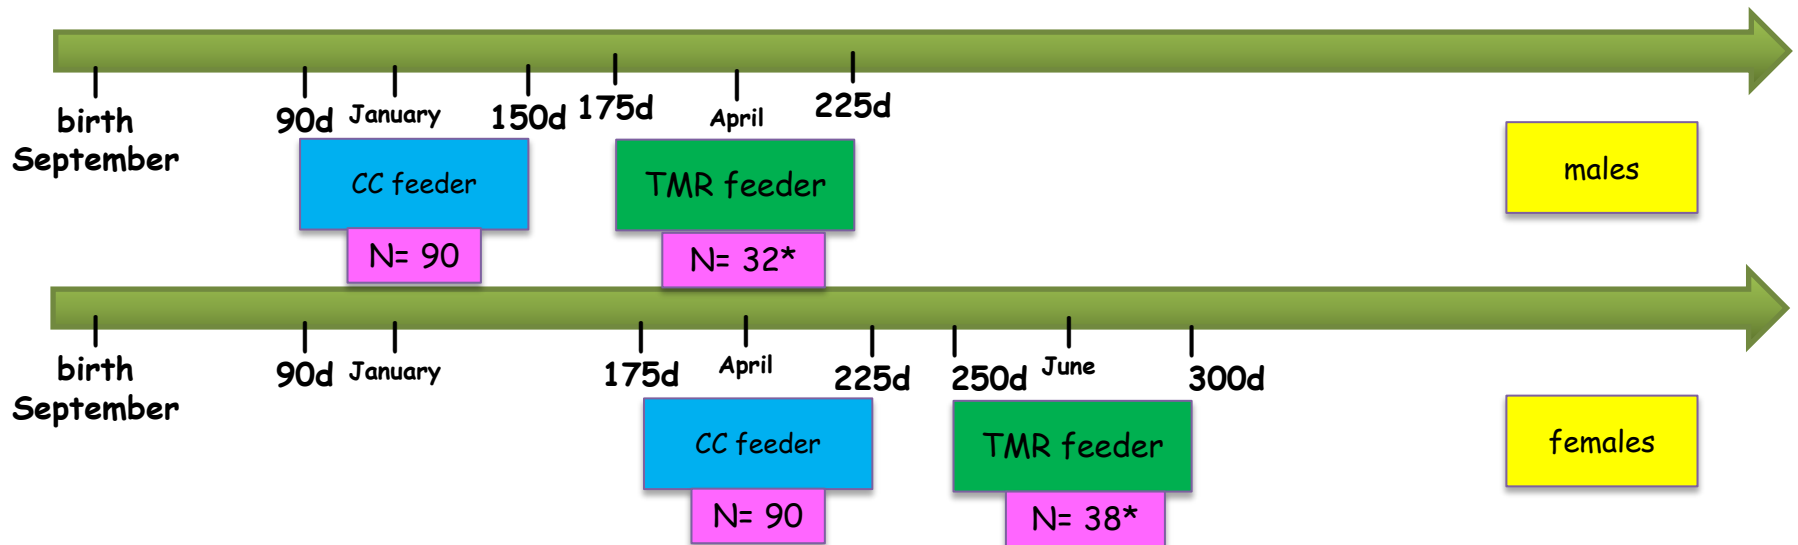 birth
September
90d
January
150d
175d
April
225d
CC feeder
TMR feeder
males
N= 90
N= 32*
birth
September
90d
January
175d
April
225d
250d
June
300d
CC feeder
TMR feeder
females
N= 90
N= 38*